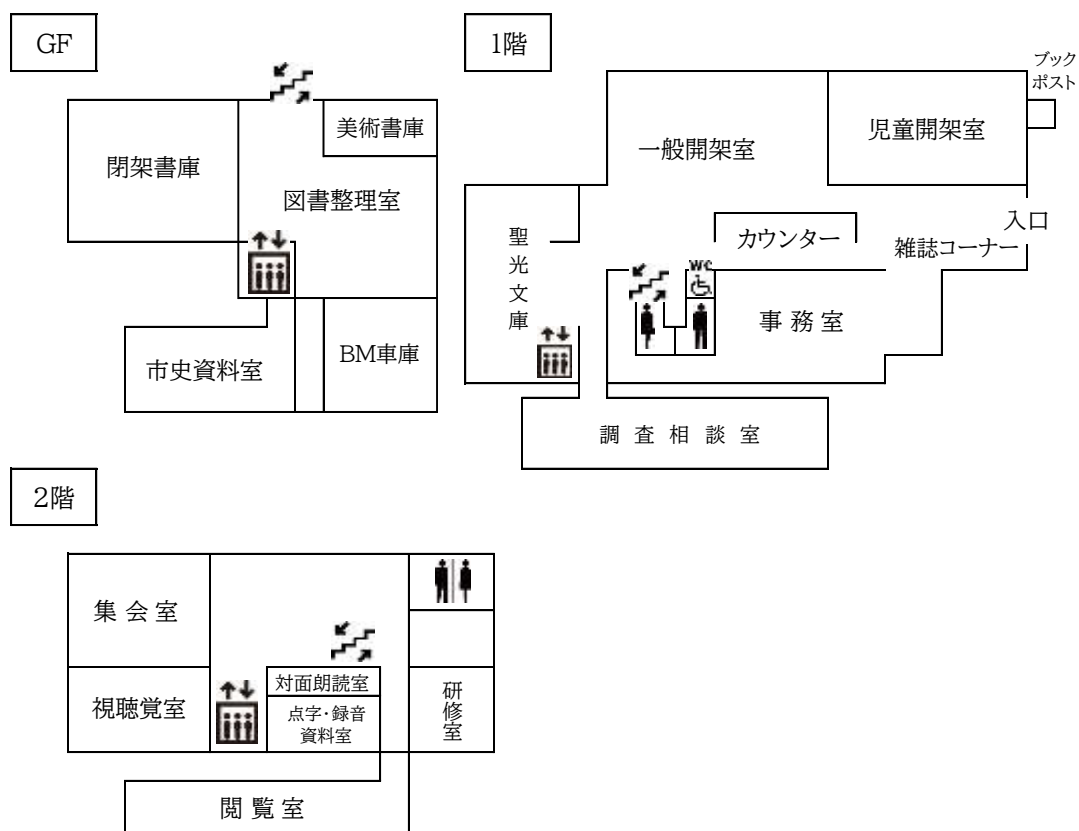 GF
美術書庫
閉架書庫
図書整理室
BM車庫
市史資料室
1階
ブック
ポスト
児童開架室
一般開架室
入口
カウンター
雑誌コーナー
聖光文庫
WC
事務室
調査相談室
2階
集会室
対面朗読室
視聴覚室
点字・録音
資料室
研修室
閲覧室